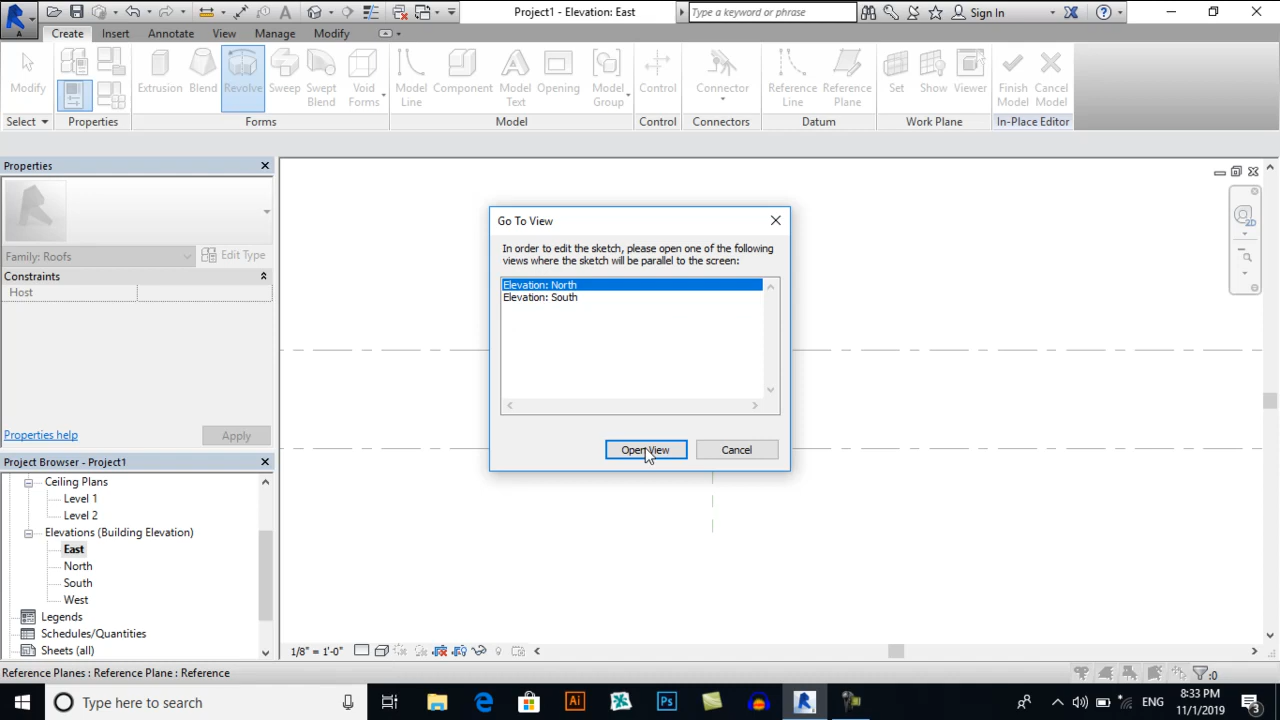 Project1 - Elevation: East
Type a keyword or phrase
Sign In
A
Create Insert Annotate View Manage Modify
Modify
Extrusion Blend Revolve Sweep Swept Blend Void Forms
Model Line Component Model Text Opening Model Group
Control Connector
Reference Line Reference Plane
Set Show Viewer
Finish Model Cancel Model
Select Properties Forms Model Control Connectors Datum Work Plane In-Place Editor
Properties
Family: Roofs Edit Type
Constraints
Host
Properties help Apply
Go To View
In order to edit the sketch, please open one of the following
views where the sketch will be parallel to the screen:
Elevation: North
Elevation: South
Open View Cancel
2D
Project Browser - Project1
Ceiling Plans
Level 1
Level 2
Elevations (Building Elevation)
East
North
South
West
Legends
Schedules/Quantities
Sheets (all)
1/8" = 1'-0"
Reference Planes : Reference Plane : Reference
:0
Type here to search
Ai
Ps
ENG
8:33 PM
11/1/2019
3